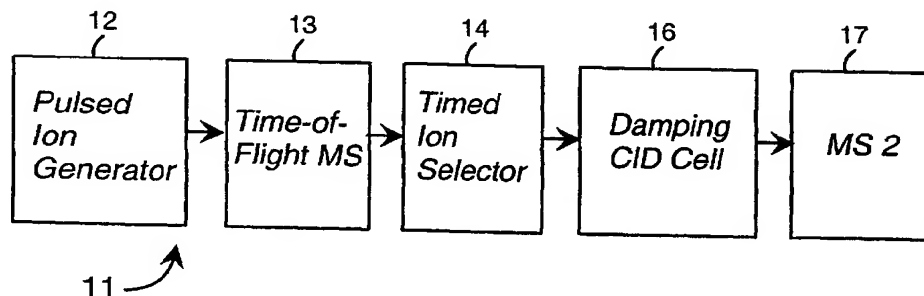 12
13
14
16
17
Pulsed
Ion
Generator
Time-of-
Flight MS
Timed
Ion
Selector
Damping
CID Cell
MS 2
11